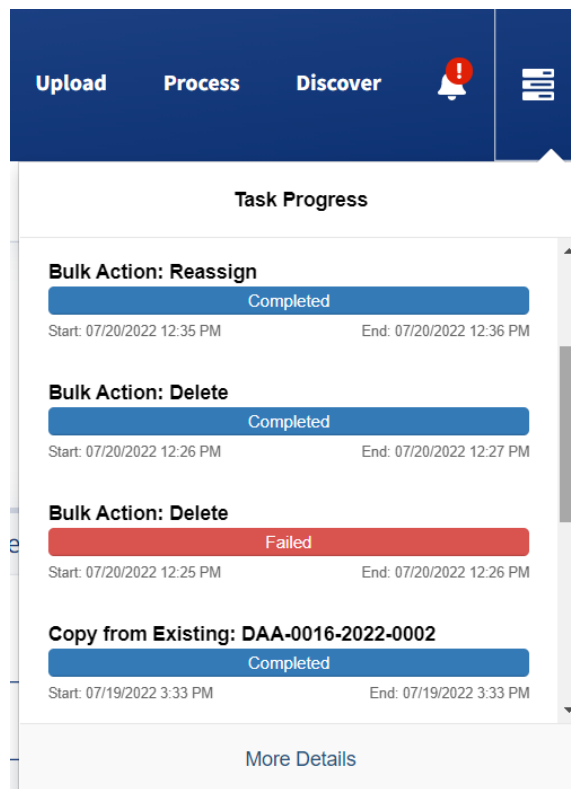 Upload Process Discover !
Task Progress
Bulk Action: Reassign
Completed
Start: 07/20/2022 12:35 PM End: 07/20/2022 12:36 PM
Bulk Action: Delete
Completed
Start: 07/20/2022 12:26 PM End: 07/20/2022 12:27 PM
Bulk Action: Delete
Failed
e
Start: 07/20/2022 12:25 PM End: 07/20/2022 12:26 PM
Copy from Existing: DAA-0016-2022-0002
Completed
Start: 07/19/2022 3:33 PM End: 07/19/2022 3:33 PM
More Details